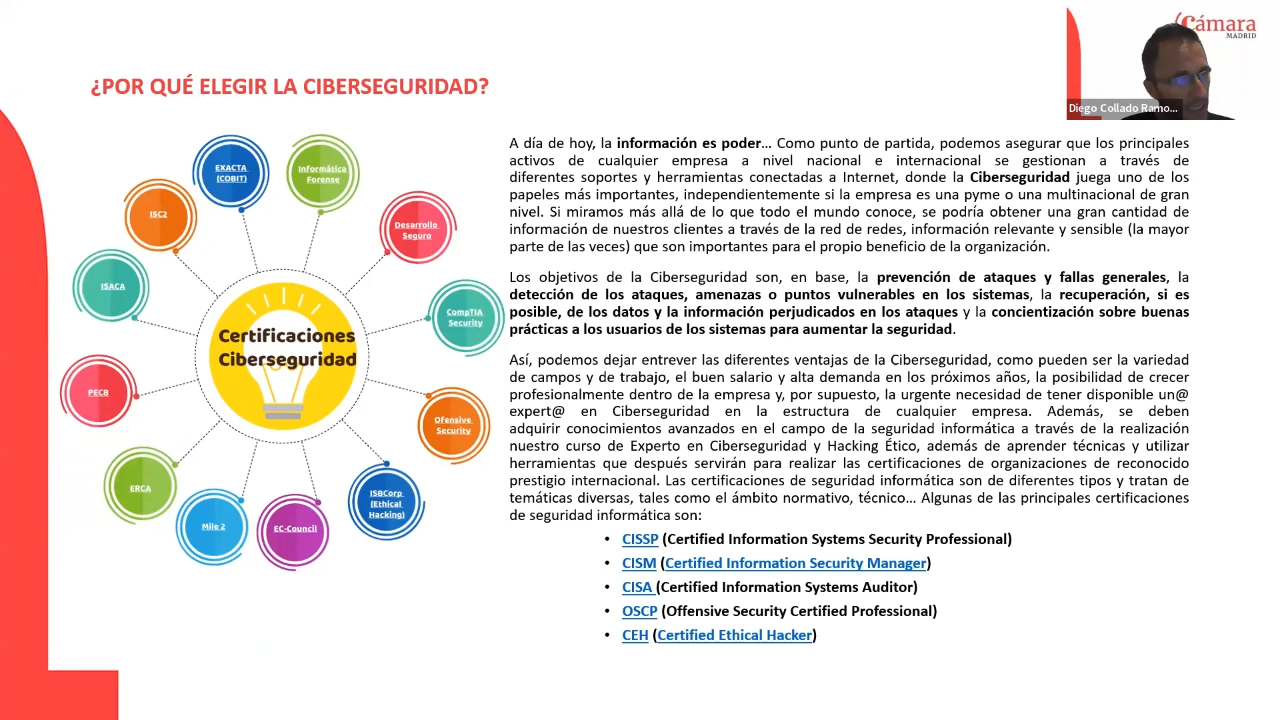 Cámara
MADRID
Diego Collado Ramo...
¿POR QUÉ ELEGIR LA CIBERSEGURIDAD?
EXACTA
(COBIT)
Informática
Forense
ISC2
Desarrollo
Seguro
ISACA
CompTIA
Security
Certificaciones
Ciberseguridad
PECB
Ofensive
Security
ERCA
ISBCorp
(Ethical
Hacking)
Mile 2
EC-Council
A día de hoy, la información es poder... Como punto de partida, podemos asegurar que los principales
activos de cualquier empresa a nivel nacional e internacional se gestionan a través de
diferentes soportes y herramientas conectadas a Internet, donde la Ciberseguridad juega uno de los
papeles más importantes, independientemente si la empresa es una pyme o una multinacional de gran
nivel. Si miramos más allá de lo que todo el mundo conoce, se podría obtener una gran cantidad de
información de nuestros clientes a través de la red de redes, información relevante y sensible (la mayor
parte de las veces) que son importantes para el propio beneficio de la organización.
Los objetivos de la Ciberseguridad son, en base, la prevención de ataques y fallas generales, la
detección de los ataques, amenazas o puntos vulnerables en los sistemas, la recuperación, si es
posible, de los datos y la información perjudicados en los ataques y la concientización sobre buenas
prácticas a los usuarios de los sistemas para aumentar la seguridad.
Así, podemos dejar entrever las diferentes ventajas de la Ciberseguridad, como pueden ser la variedad
de campos y de trabajo, el buen salario y alta demanda en los próximos años, la posibilidad de crecer
profesionalmente dentro de la empresa y, por supuesto, la urgente necesidad de tener disponible un@
expert@ en Ciberseguridad en la estructura de cualquier empresa. Además, se deben
adquirir conocimientos avanzados en el campo de la seguridad informática a través de la realización
nuestro curso de Experto en Ciberseguridad y Hacking Ético, además de aprender técnicas y utilizar
herramientas que después servirán para realizar las certificaciones de organizaciones de reconocido
prestigio internacional. Las certificaciones de seguridad informática son de diferentes tipos y tratan de
temáticas diversas, tales como el ámbito normativo, técnico... Algunas de las principales certificaciones
de seguridad informática son:
• CISSP (Certified Information Systems Security Professional)
• CISM (Certified Information Security Manager)
• CISA (Certified Information Systems Auditor)
• OSCP (Offensive Security Certified Professional)
• CEH (Certified Ethical Hacker)